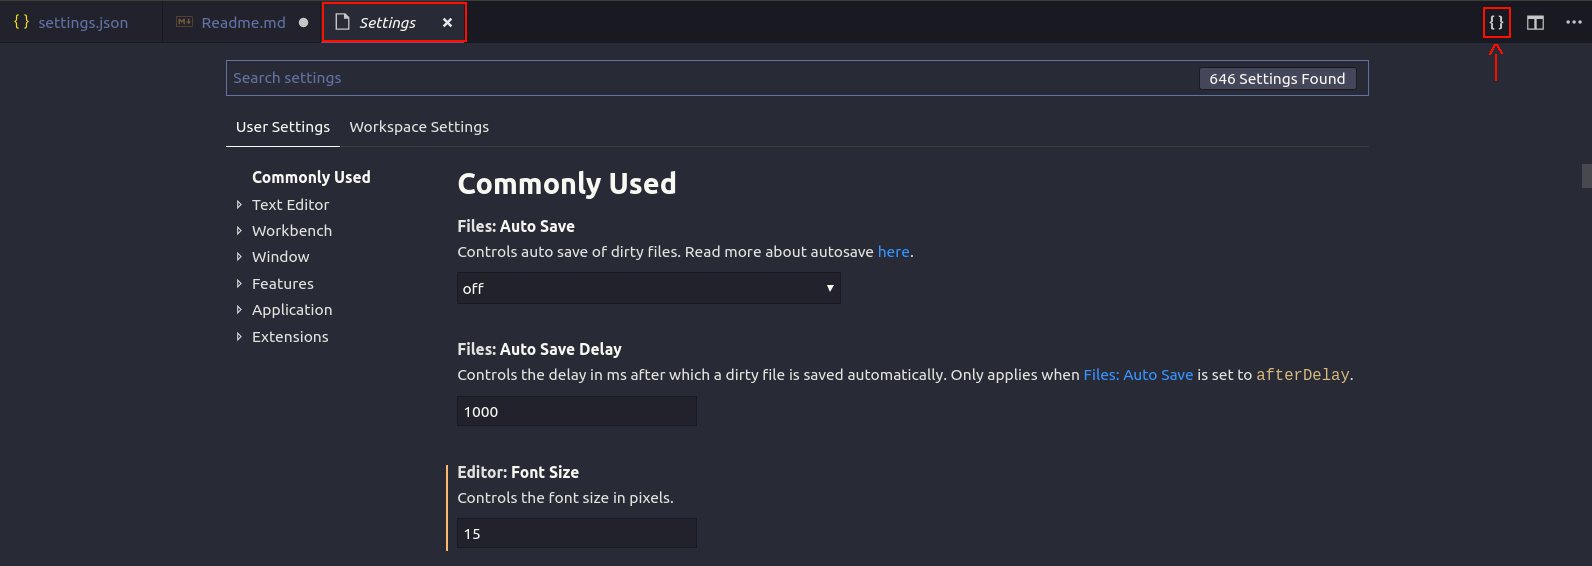 {} settings.json Readme.md Settings × {} ...
Search settings 646 Settings Found
User Settings Workspace Settings
Commonly Used
Text Editor
Workbench
Window
Features
Application
Extensions
Commonly Used
Files: Auto Save
Controls auto save of dirty files. Read more about autosave here.
off
Files: Auto Save Delay
Controls the delay in ms after which a dirty file is saved automatically. Only applies when Files: Auto Save is set to afterDelay.
1000
Editor: Font Size
Controls the font size in pixels.
15